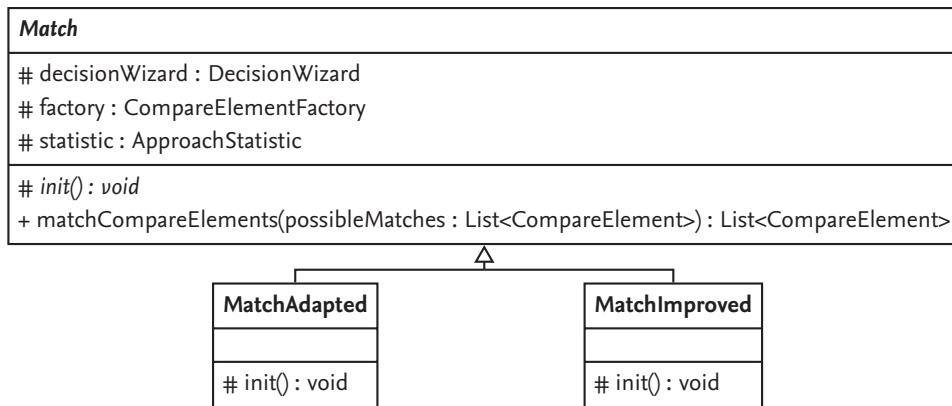 Match
# decisionWizard : DecisionWizard
# factory : CompareElementFactory
# statistic : ApproachStatistic
# init() : void
+ matchCompareElements(possibleMatches : List<CompareElement>) : List<CompareElement>
MatchAdapted
# init() : void
MatchImproved
# init() : void